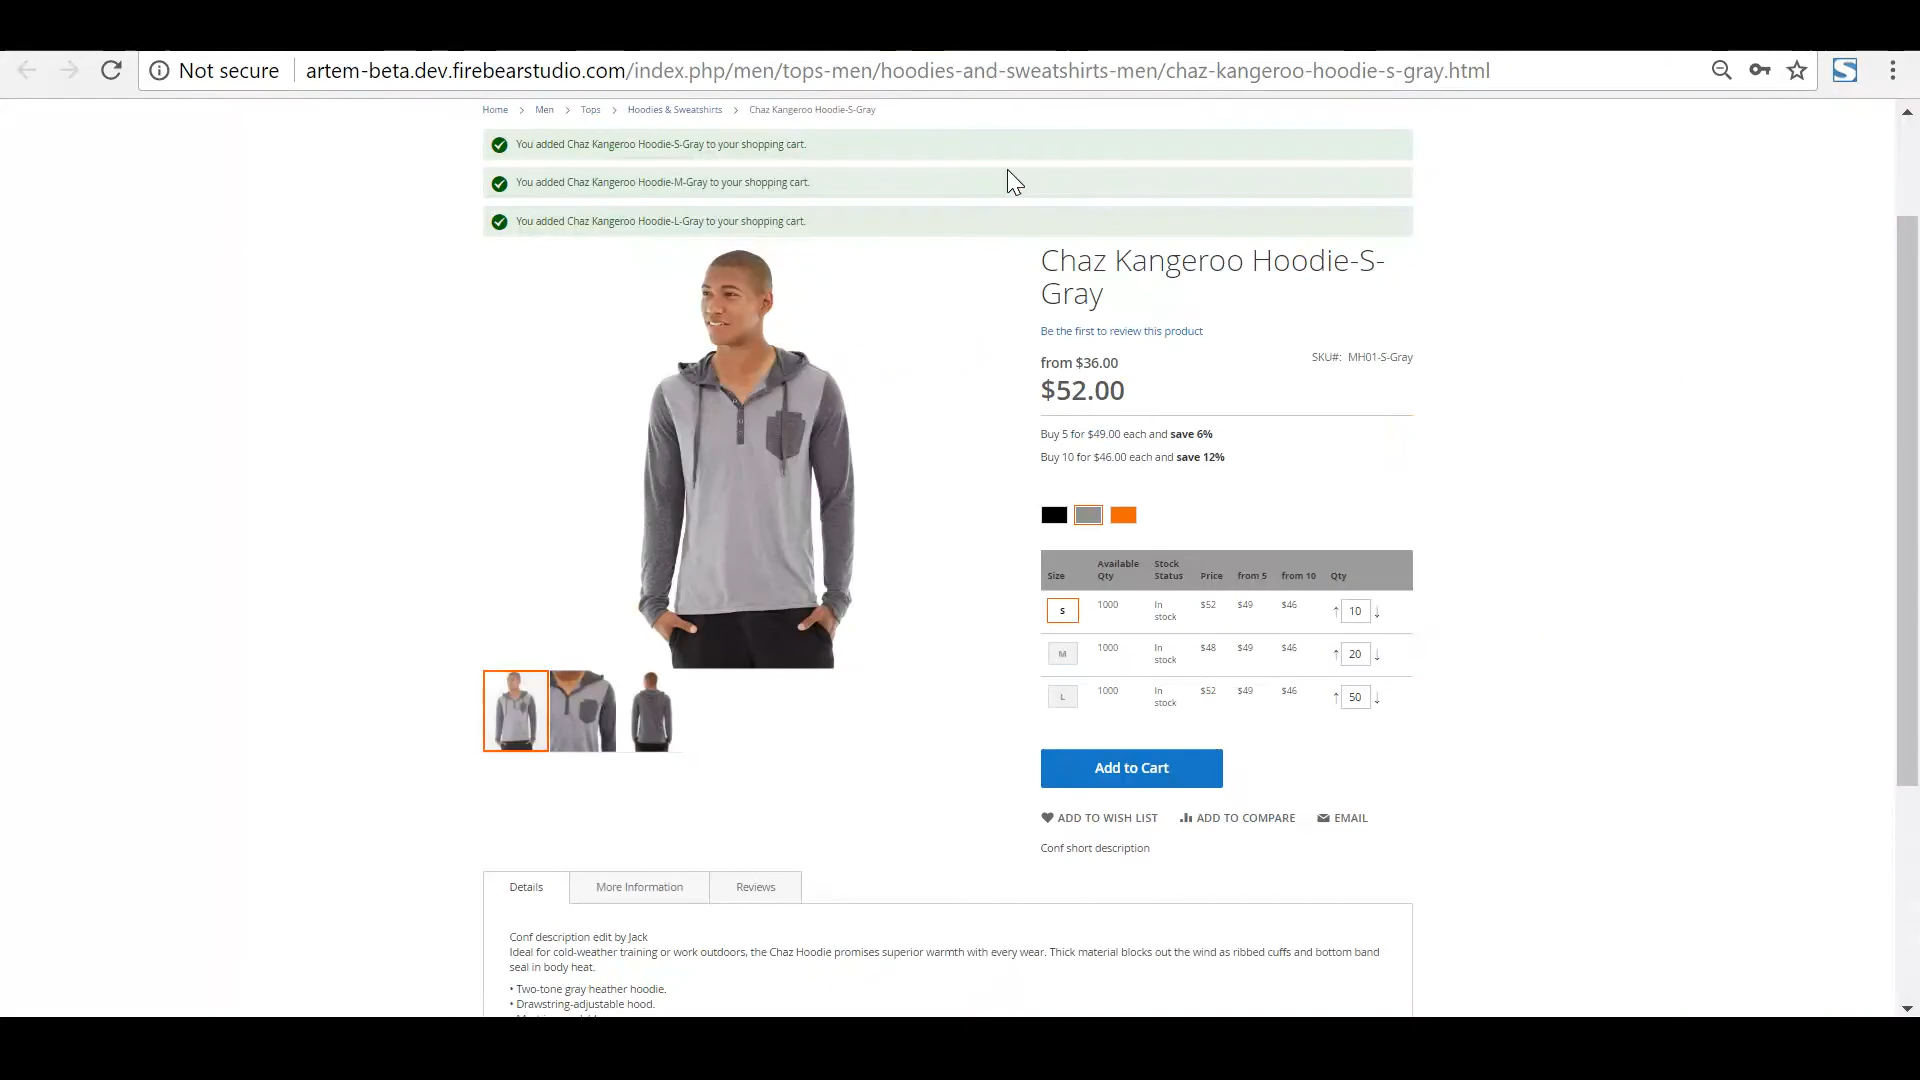 Not secure
artem-beta.dev.firebearstudio.com/index.php/men/tops-men/hoodies-and-sweatshirts-men/chaz-kangeroo-hoodie-s-gray.html
Home > Men > Tops > Hoodies & Sweatshirts > Chaz Kangeroo Hoodie-S-Gray
You added Chaz Kangeroo Hoodie-S-Gray to your shopping cart.
You added Chaz Kangeroo Hoodie-M-Gray to your shopping cart.
You added Chaz Kangeroo Hoodie-L-Gray to your shopping cart.
Chaz Kangeroo Hoodie-S-
Gray
Be the first to review this product
from $36.00
SKU#: MH01-S-Gray
$52.00
Buy 5 for $49.00 each and save 6%
Buy 10 for $46.00 each and save 12%
Size Available Qty Stock Status Price from 5 from 10 Qty
S 1000 In stock $52 $49 $46 ↑ 10 ↓
M 1000 In stock $48 $49 $46 ↑ 20 ↓
L 1000 In stock $52 $49 $46 ↑ 50 ↓
Add to Cart
ADD TO WISH LIST ADD TO COMPARE EMAIL
Conf short description
Details More Information Reviews
Conf description edit by Jack
Ideal for cold-weather training or work outdoors, the Chaz Hoodie promises superior warmth with every wear. Thick material blocks out the wind as ribbed cuffs and bottom band
seal in body heat.
• Two-tone gray heather hoodie.
• Drawstring-adjustable hood.